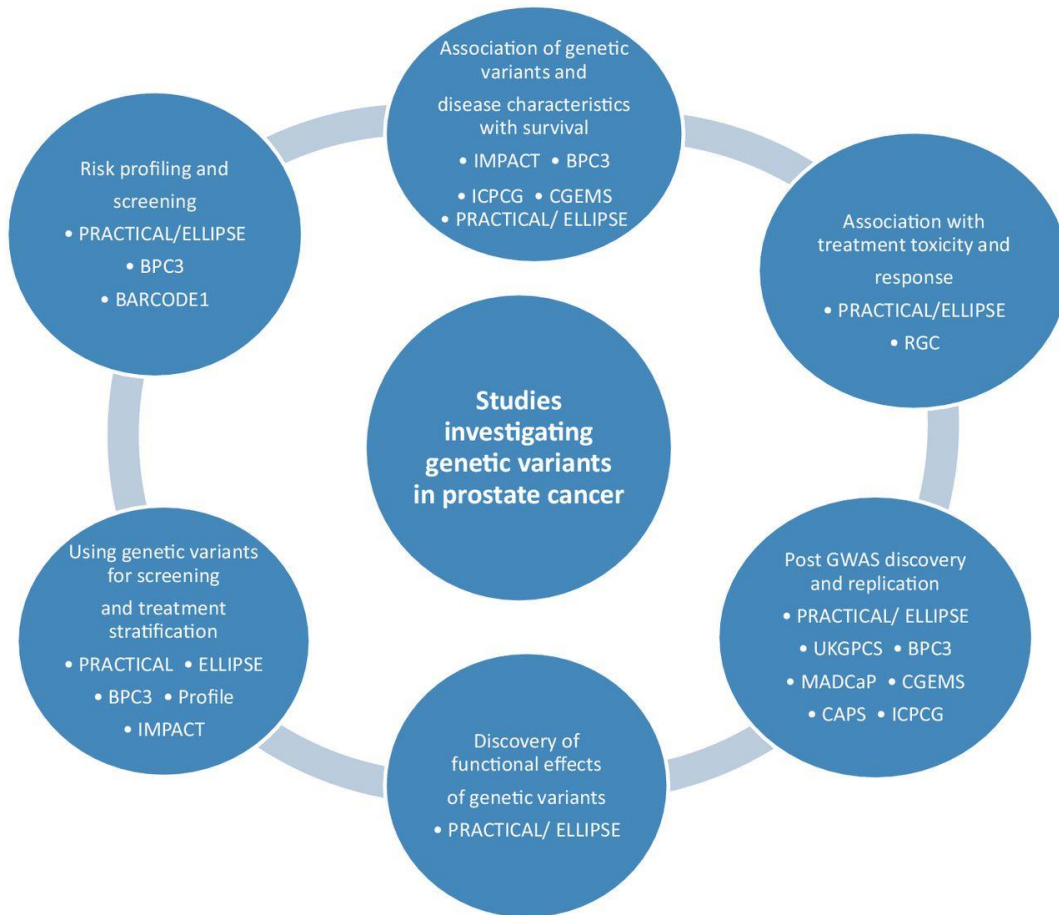 Association of genetic
variants and
disease characteristics
with survival
• IMPACT • BPC3
• ICPCG • CGEMS
• PRACTICAL/ ELLIPSE
Association with
treatment toxicity and
response
• PRACTICAL/ELLIPSE
• RGC
Post GWAS discovery
and replication
• PRACTICAL/ ELLIPSE
• UKGPCS • BPC3
• MADCaP • CGEMS
• CAPS • ICPCG
Discovery of
functional effects
of genetic variants
• PRACTICAL/ ELLIPSE
Using genetic variants
for screening
and treatment
stratification
• PRACTICAL • ELLIPSE
• BPC3 • Profile
• IMPACT
Risk profiling and
screening
• PRACTICAL/ELLIPSE
• BPC3
• BARCODE1
Studies
investigating
genetic variants
in prostate cancer